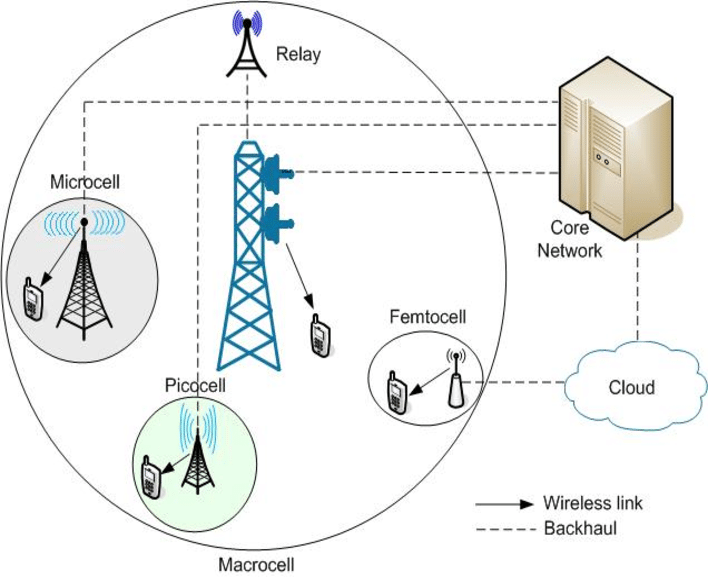 Relay
Microcell
Core
Network
Femtocell
Picocell
Cloud
Wireless link
Backhaul
Macrocell